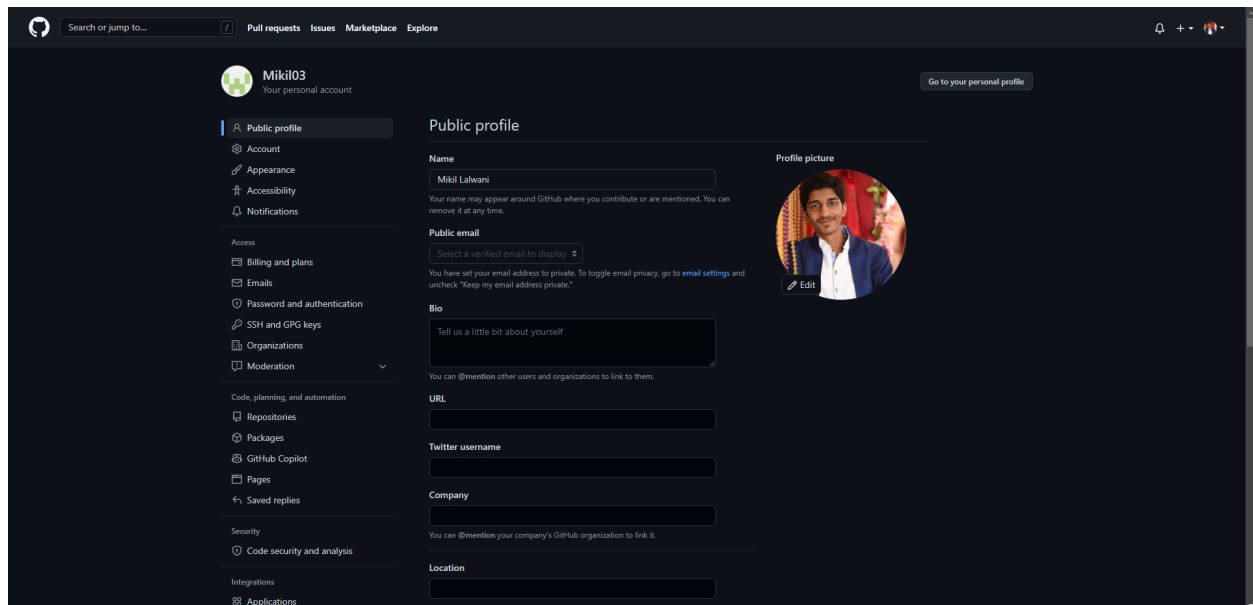 Search or jump to... /
Pull requests Issues Marketplace Explore
Mikil03
Your personal account
Go to your personal profile
Public profile
Account
Appearance
Accessibility
Notifications
Access
Billing and plans
Emails
Password and authentication
SSH and GPG keys
Organizations
Moderation
Code, planning, and automation
Repositories
Packages
GitHub Copilot
Pages
Saved replies
Security
Code security and analysis
Integrations
Applications
Public profile
Name
Mikil Lalwani
Your name may appear around GitHub where you contribute or are mentioned. You can
remove it at any time.
Public email
Select a verified email to display
You have set your email address to private. To toggle email privacy, go to email settings and
uncheck "Keep my email address private."
Bio
Tell us a little bit about yourself
You can @mention other users and organizations to link to them.
URL
Twitter username
Company
You can @mention your company's GitHub organization to link it.
Location
Profile picture
Edit